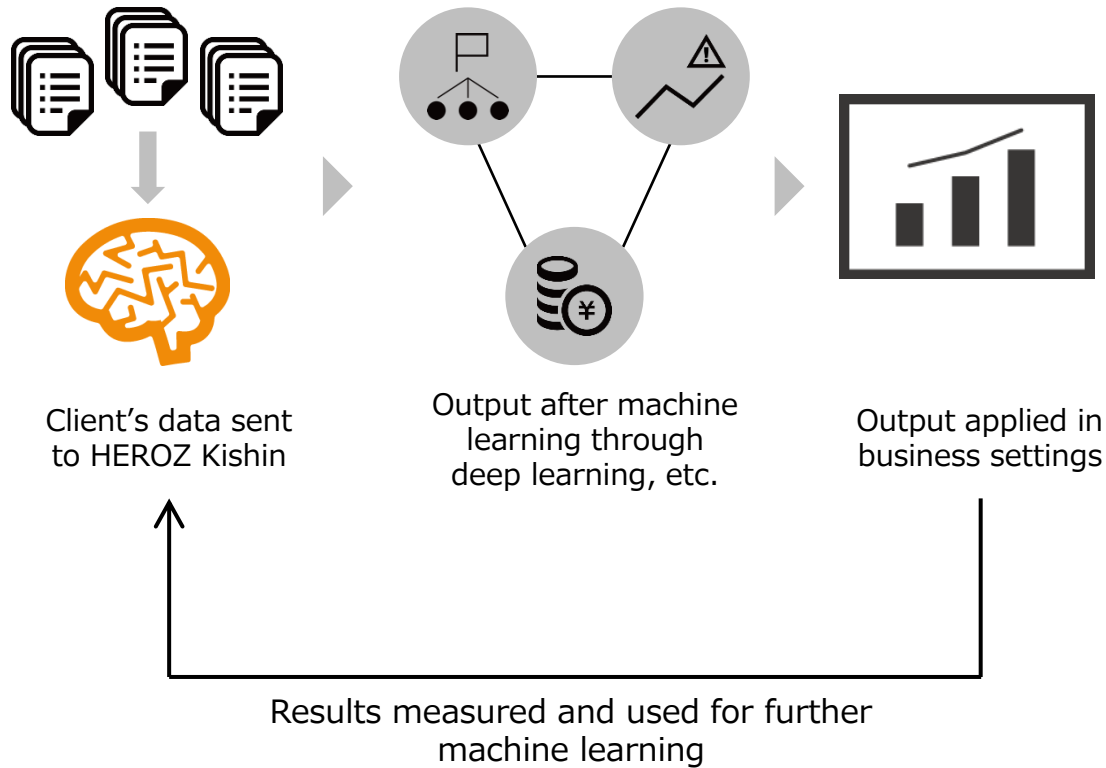 ¥
Client’s data sent
to HEROZ Kishin
Output after machine
learning through
deep learning, etc.
Output applied in
business settings
Results measured and used for further
machine learning